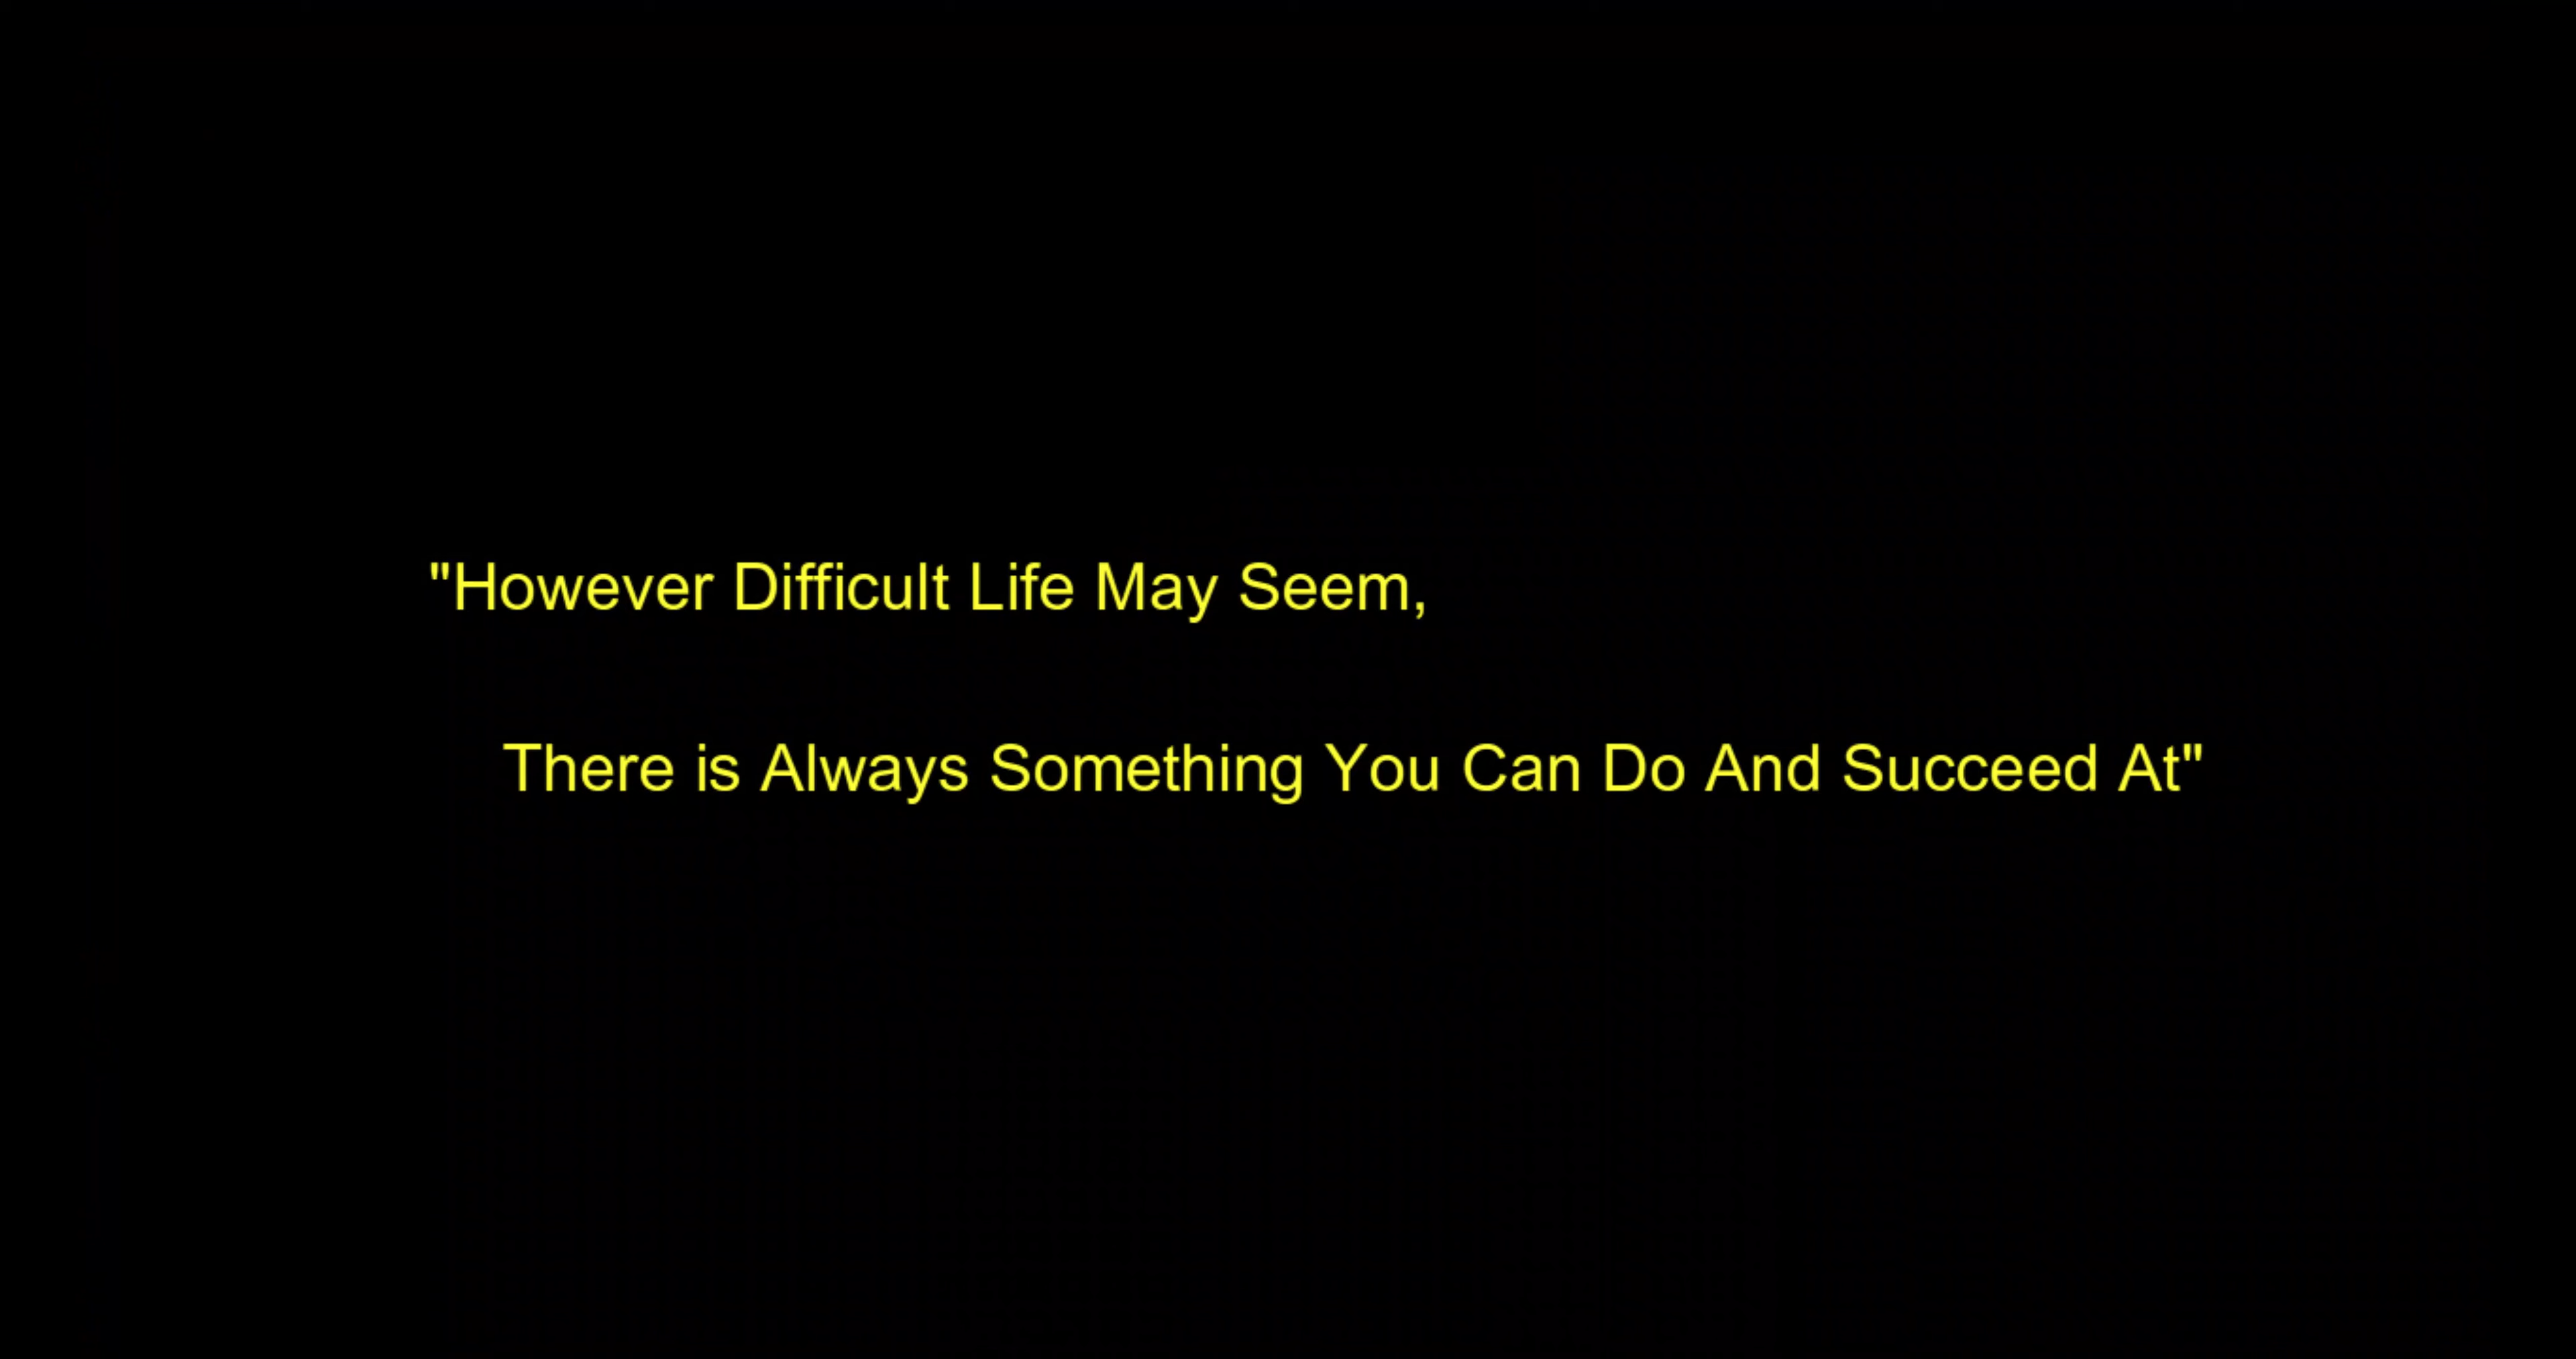 "However Difficult Life May Seem,
There is Always Something You Can Do And Succeed At"